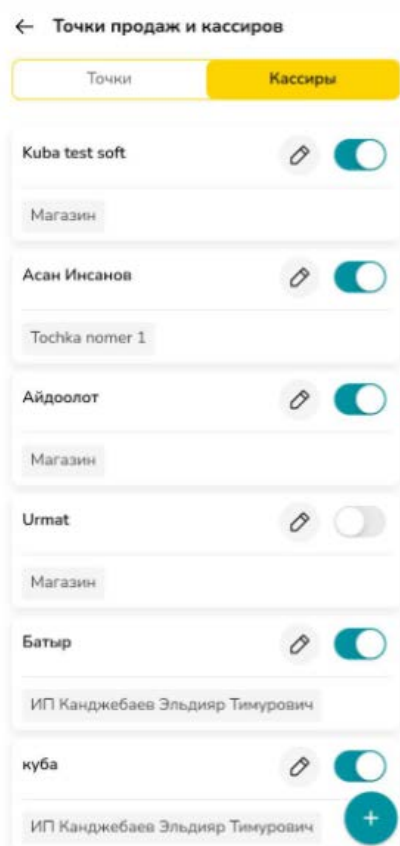 Точки продаж и кассиров
Точки Кассиры
Kuba test soft
Магазин
Асан Инсанов
Tochka nomer 1
Айдоолот
Магазин
Urmat
Магазин
Батыр
ИП Канджебаев Эльдияр Тимурович
куба
ИП Канджебаев Эльдияр Тимурович